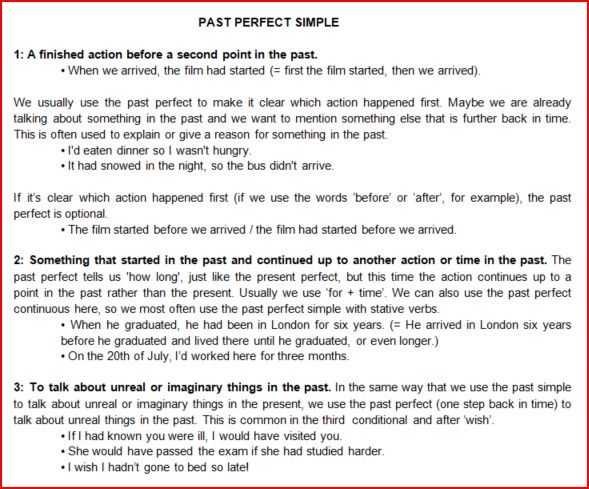 PAST PERFECT SIMPLE
1: A finished action before a second point in the past.
• When we arrived, the film had started (= first the film started, then we arrived).
We usually use the past perfect to make it clear which action happened first. Maybe we are already
talking about something in the past and we want to mention something else that is further back in time.
This is often used to explain or give a reason for something in the past.
• I'd eaten dinner so I wasn't hungry.
• It had snowed in the night, so the bus didn't arrive.
If it's clear which action happened first (if we use the words 'before' or 'after', for example), the past
perfect is optional.
• The film started before we arrived / the film had started before we arrived.
2: Something that started in the past and continued up to another action or time in the past. The
past perfect tells us 'how long', just like the present perfect, but this time the action continues up to a
point in the past rather than the present. Usually we use 'for + time'. We can also use the past perfect
continuous here, so we most often use the past perfect simple with stative verbs.
• When he graduated, he had been in London for six years. (= He arrived in London six years
before he graduated and lived there until he graduated, or even longer.)
• On the 20th of July, I'd worked here for three months.
3: To talk about unreal or imaginary things in the past. In the same way that we use the past simple
to talk about unreal or imaginary things in the present, we use the past perfect (one step back in time) to
talk about unreal things in the past. This is common in the third conditional and after 'wish'.
• If I had known you were ill, I would have visited you.
• She would have passed the exam if she had studied harder.
• I wish I hadn't gone to bed so late!